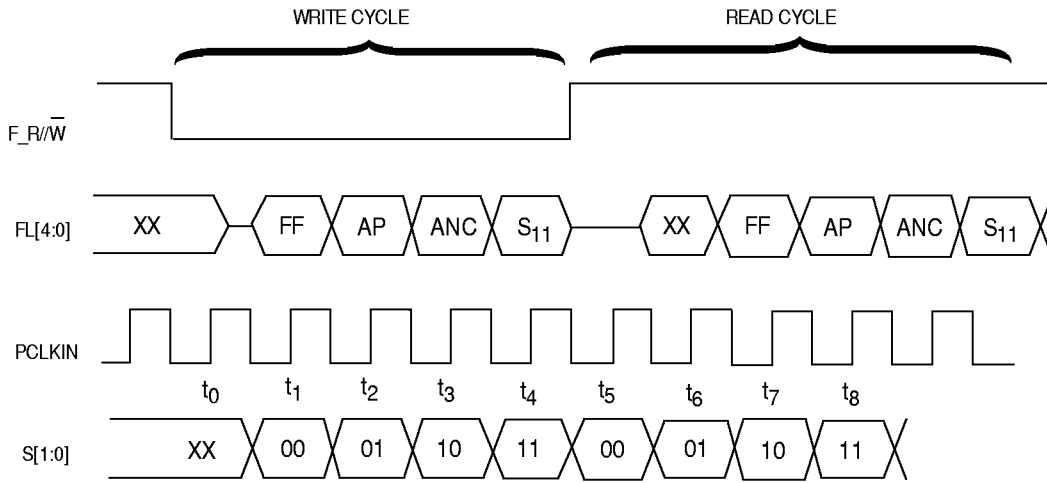 WRITE CYCLE READ CYCLE
F_R//W̅
FL[4:0] XX FF AP ANC S₁₁ XX FF AP ANC S₁₁
PCLKIN
t₀ t₁ t₂ t₃ t₄ t₅ t₆ t₇ t₈
S[1:0] XX 00 01 10 11 00 01 10 11